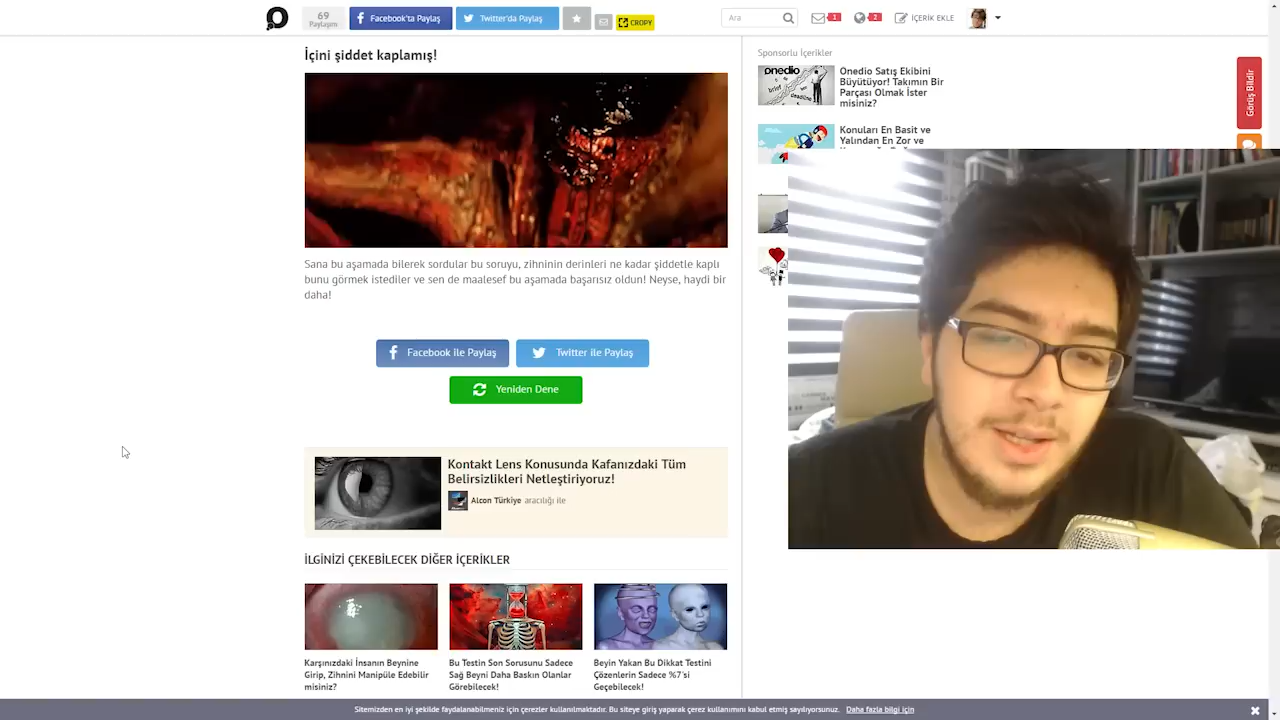 69
Paylaşım
Facebook'ta Paylaş
Twitter'da Paylaş
CROPY
Ara
1
2
İÇERİK EKLE
İçini şiddet kaplamış!
Sana bu aşamada bilerek sordular bu soruyu, zihninin derinleri ne kadar şiddetle kaplı
bunu görmek istediler ve sen de maalesef bu aşamada başarısız oldun! Neyse, haydi bir
daha!
Facebook ile Paylaş
Twitter ile Paylaş
Yeniden Dene
Kontakt Lens Konusunda Kafanızdaki Tüm
Belirsizlikleri Netleştiriyoruz!
Alcon Türkiye aracılığı ile
İLGİNİZİ ÇEKEBİLECEK DİĞER İÇERİKLER
Karşınızdaki İnsanın Beynine
Girip, Zihnini Manipüle Edebilir
misiniz?
Bu Testin Son Sorusunu Sadece
Sağ Beyni Daha Baskın Olanlar
Görebilecek!
Beyin Yakan Bu Dikkat Testini
Çözenlerin Sadece %7'si
Geçebilecek!
Sponsorlu İçerikler
onedio
brief
deadline
Onedio Satış Ekibini
Büyütüyor! Takımın Bir
Parçası Olmak İster
misiniz?
Konuları En Basit ve
Yalından En Zor ve
Görüş Bildir
Sitemizden en iyi şekilde faydalanabilmeniz için çerezler kullanılmaktadır. Bu siteye giriş yaparak çerez kullanımını kabul etmiş sayılıyorsunuz. Daha fazla bilgi için